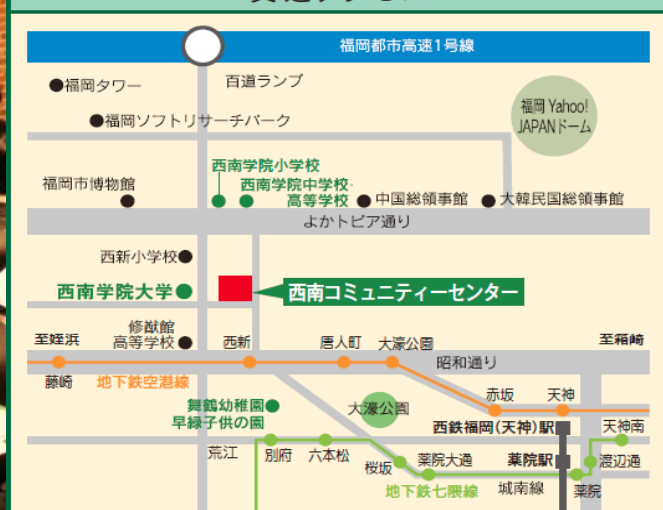 福岡都市高速1号線
●福岡タワー
百道ランプ
福岡 Yahoo!
JAPANドーム
●福岡ソフトリサーチパーク
西南学院小学校
福岡市博物館
西南学院中学校·
高等学校
●中国総領事館
●大韓民国総領事館
よかトピア通り
西新小学校●
西南学院大学●
西南コミュニティーセンター
修猷館
高等学校●
至姪浜
西新
唐人町
大濠公園
至箱崎
昭和通り
藤崎
地下鉄空港線
赤坂
天神
舞鶴幼稚園●
早緑子供の園
大濠公園
西鉄福岡(天神)駅
天神南
荒江
別府
六本松
桜坂
薬院大通
薬院駅
渡辺通
地下鉄七隈線
城南線
薬院